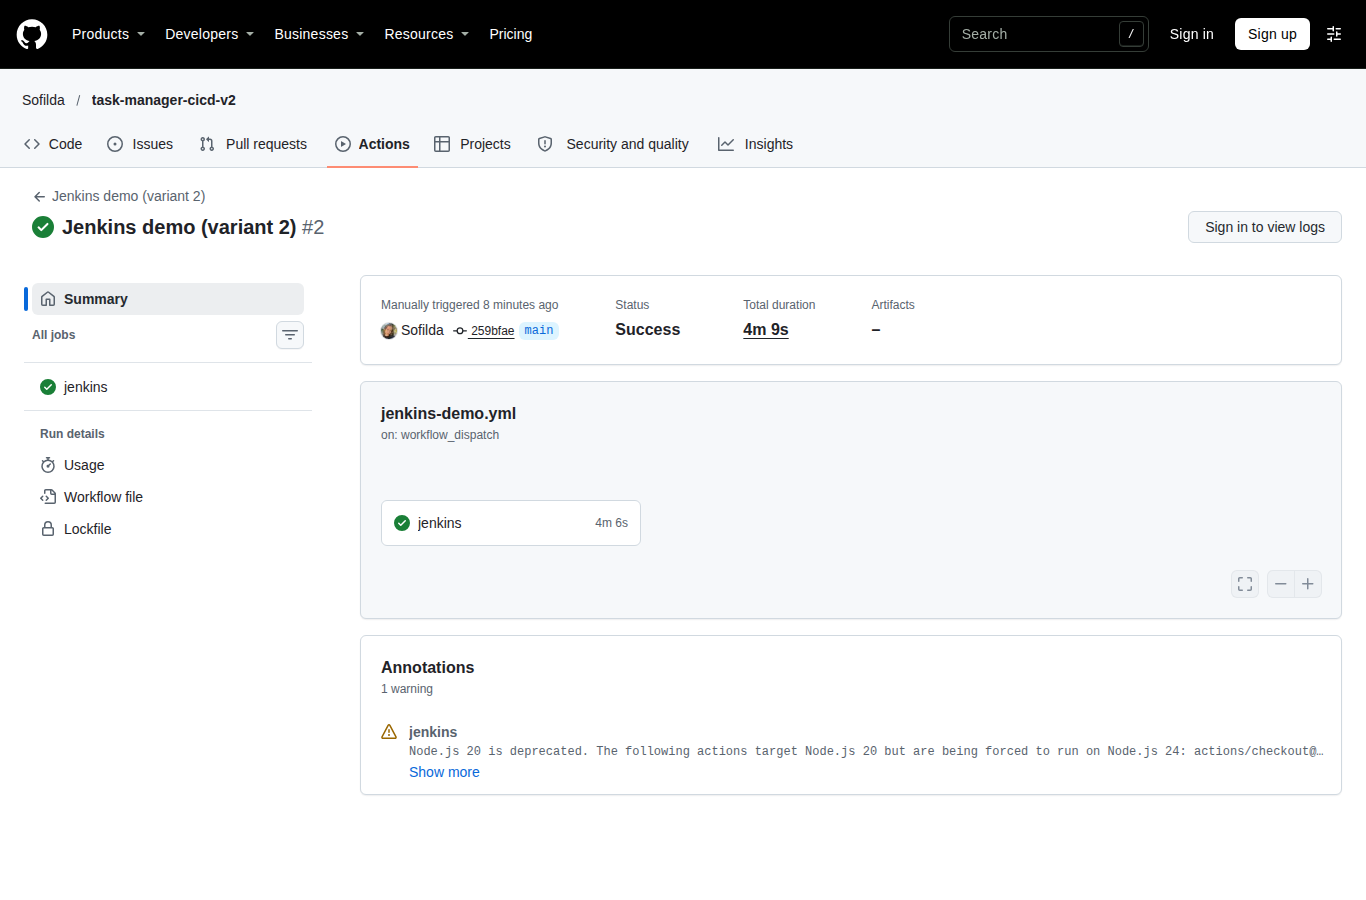 Products Developers Businesses Resources Pricing Search / Sign in Sign up
Sofilda / task-manager-cicd-v2
Code Issues Pull requests Actions Projects Security and quality Insights
Jenkins demo (variant 2)
Jenkins demo (variant 2) #2
Sign in to view logs
Summary
All jobs
jenkins
Run details
Usage
Workflow file
Lockfile
Manually triggered 8 minutes ago Status Total duration Artifacts
Sofilda 259bfae main Success 4m 9s –
jenkins-demo.yml
on: workflow_dispatch
jenkins 4m 6s
Annotations
1 warning
jenkins
Node.js 20 is deprecated. The following actions target Node.js 20 but are being forced to run on Node.js 24: actions/checkout@…
Show more